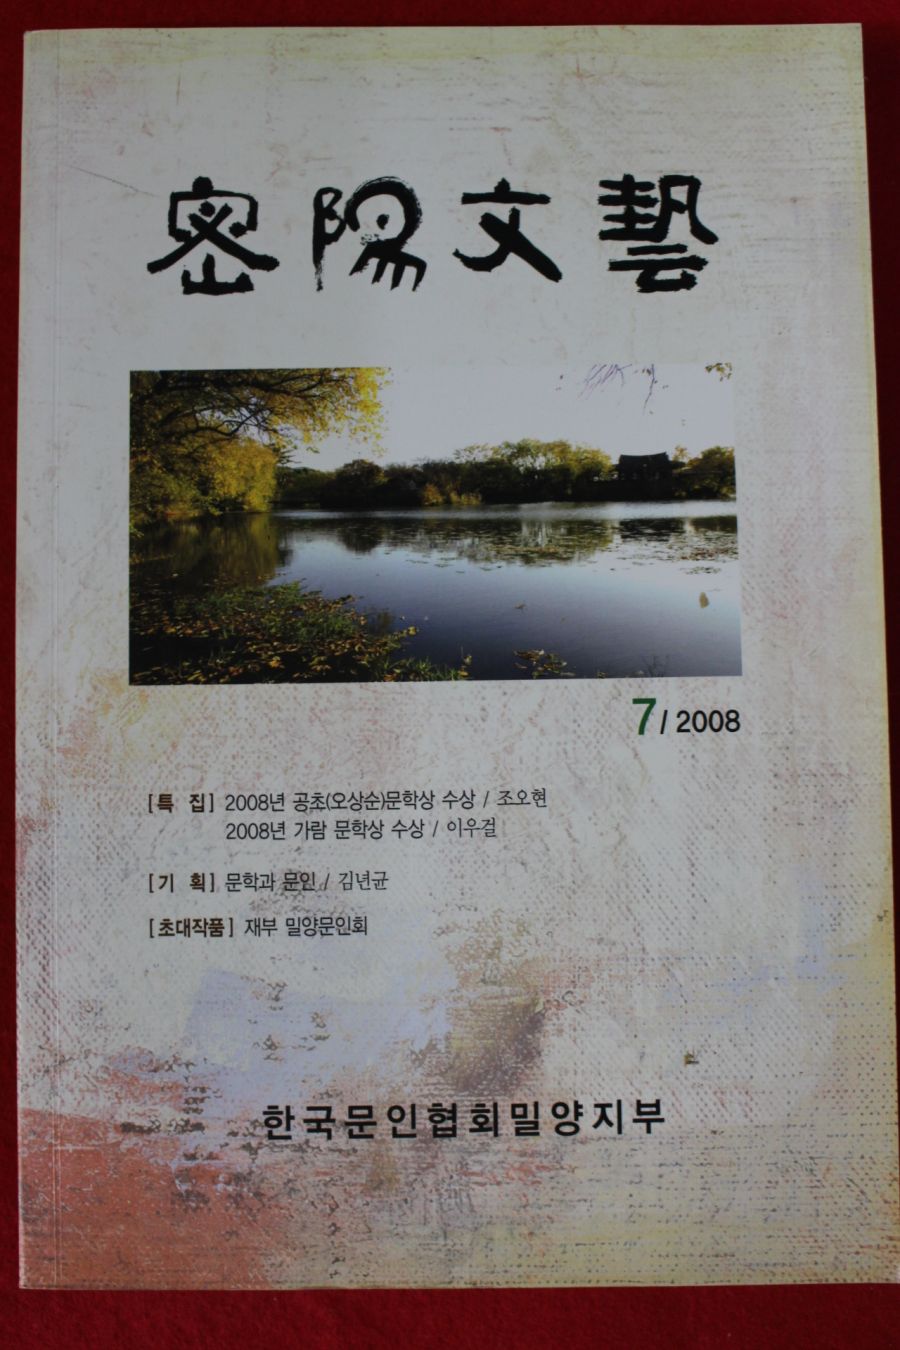 密陽文藝
7/2008
[특 집] 2008년 공초(오상순)문학상 수상 / 조오현
2008년 가람 문학상 수상 / 이우걸
[기 획] 문학과 문인 / 김년균
[초대작품] 재부 밀양문인회
한국문인협회밀양지부